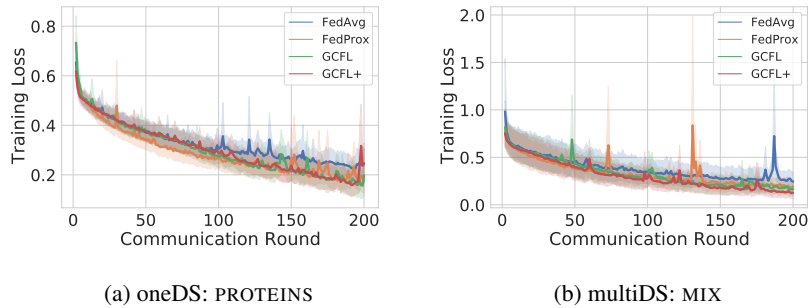 0.8
0.6
0.4
0.2
Training Loss
0 50 100 150 200
Communication Round
FedAvg
FedProx
GCFL
GCFL+
(a) oneDS: PROTEINS
2.0
1.5
1.0
0.5
0.0
Training Loss
0 50 100 150 200
Communication Round
FedAvg
FedProx
GCFL
GCFL+
(b) multiDS: MIX